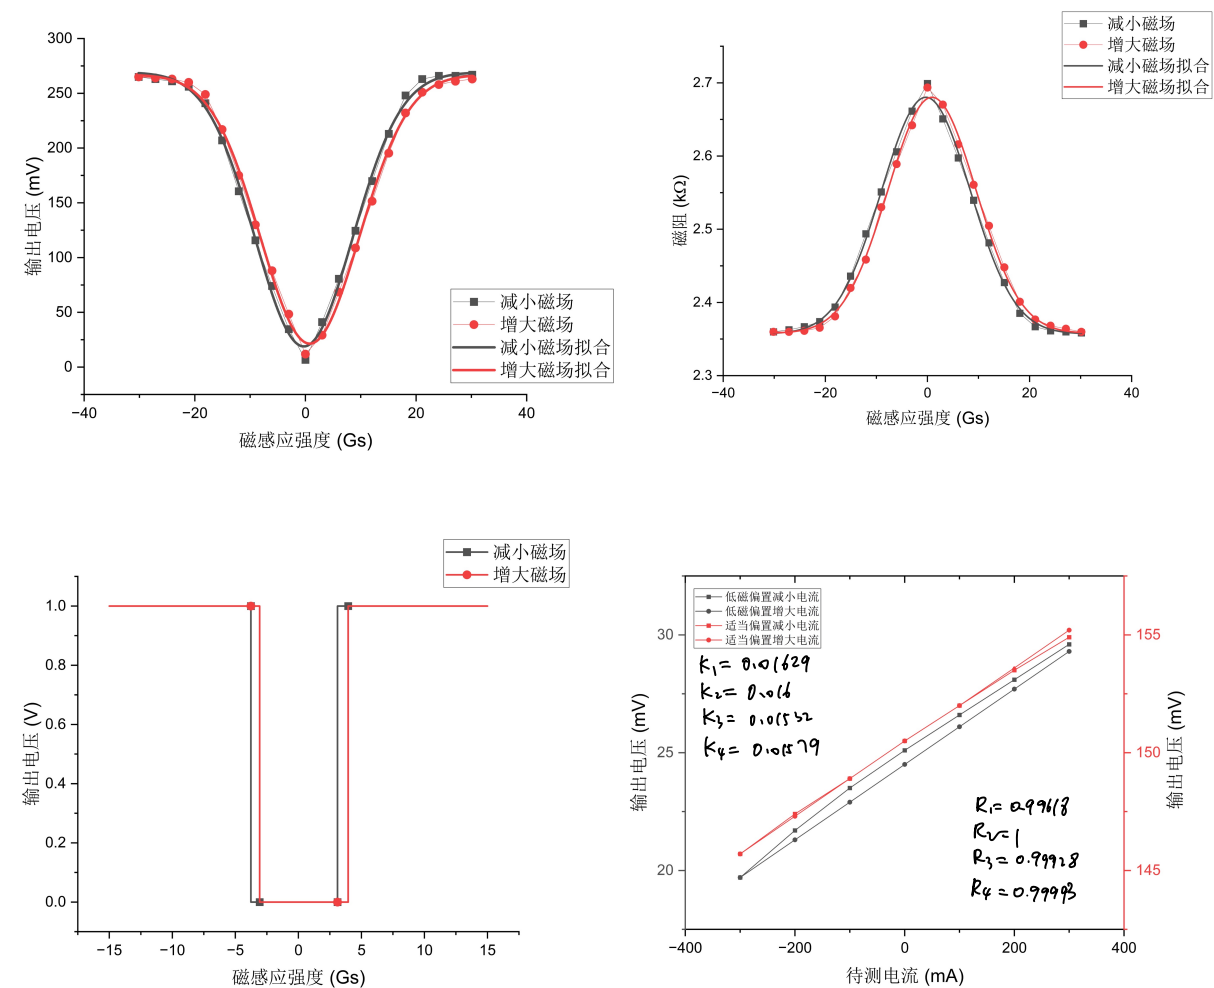 300
250
200
150
100
50
0
输出电压 (mV)
−40
−20
0
20
40
磁感应强度 (Gs)
减小磁场
增大磁场
减小磁场拟合
增大磁场拟合
减小磁场
增大磁场
减小磁场拟合
增大磁场拟合
2.7
2.6
2.5
2.4
2.3
磁阻 (kΩ)
−40
−20
0
20
40
磁感应强度 (Gs)
减小磁场
增大磁场
1.0
0.8
0.6
0.4
0.2
0.0
输出电压 (V)
−15
−10
−5
0
5
10
15
磁感应强度 (Gs)
低磁偏置减小电流
低磁偏置增大电流
适当偏置减小电流
适当偏置增大电流
K₁= 0.01629
K₂= 0.016
K₃= 0.01532
K₄= 0.01579
R₁= 0.99618
R₂=1
R₃=0.99928
R₄=0.99993
30
25
20
输出电压 (mV)
155
150
145
输出电压 (mV)
−400
−200
0
200
400
待测电流 (mA)